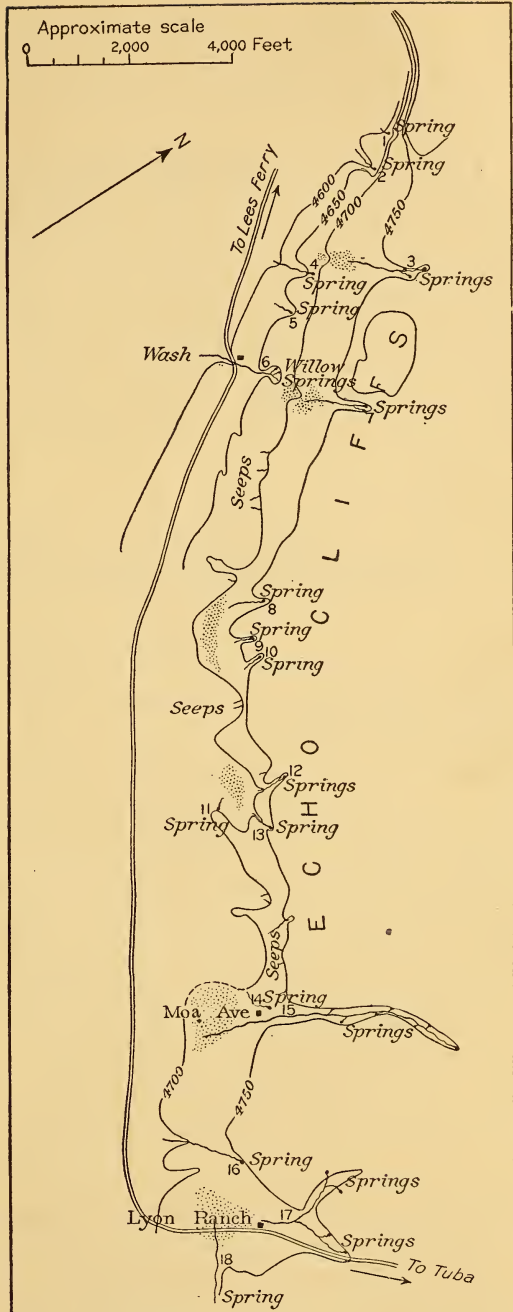 Approximate scale
0 2,000 4,000 Feet
N
To Lees Ferry
Spring
1
Spring
2
4600
4650
4700
4750
3
Springs
4
Spring
Spring
5
Wash
6
Willow
Springs
Springs
7
Seeps
ECHO CLIFFS
Spring
8
Spring
9
10
Spring
Seeps
12
Springs
11
Spring
13
Spring
Seeps
14
Spring
Moa Ave
15
Springs
4700
4750
16
Spring
Springs
17
Lyon Ranch
Springs
18
To Tuba
Spring